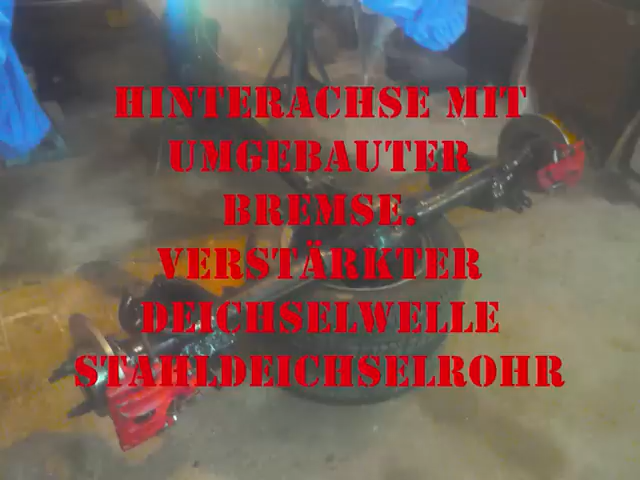 HINTERACHSE MIT
UMGEBAUTER
BREMSE.
VERSTÄRKTER
DEICHSELWELLE
STAHLDEICHSELROHR